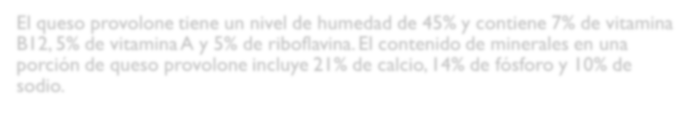 El queso provolone tiene un nivel de humedad de 45% y contiene 7% de vitamina
B12, 5% de vitamina A y 5% de riboflavina. El contenido de minerales en una
porción de queso provolone incluye 21% de calcio, 14% de fósforo y 10% de
sodio.